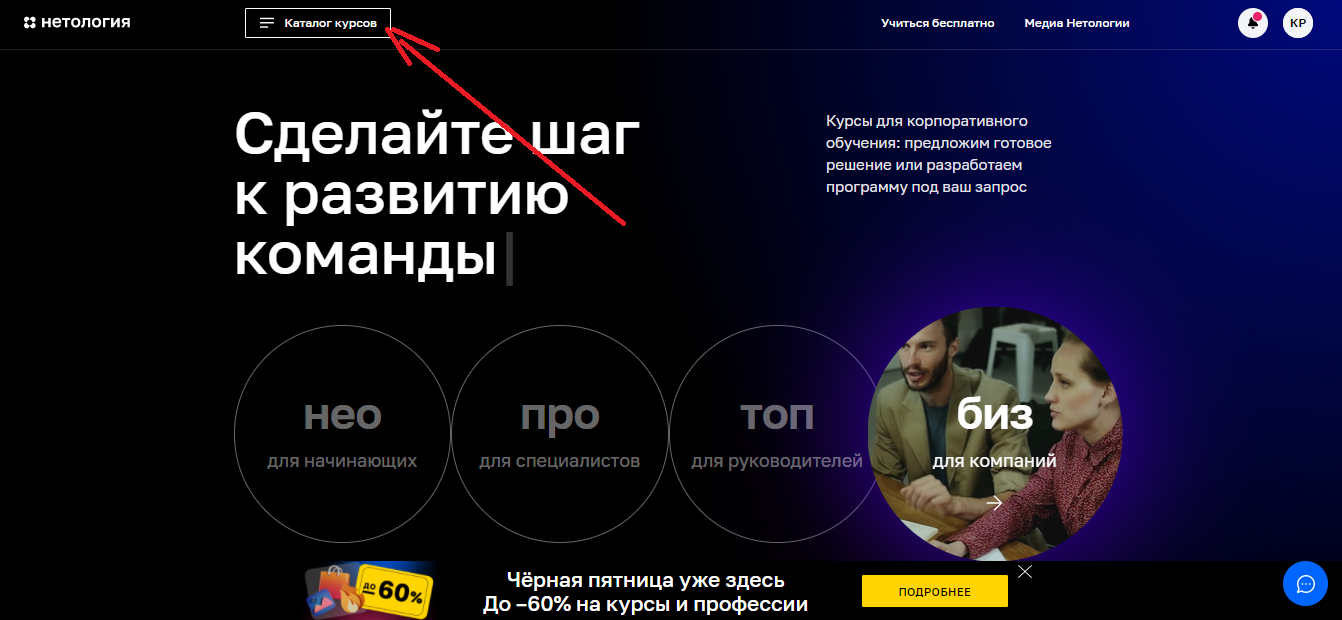 нетология
Каталог курсов
Учиться бесплатно
Медиа Нетологии
КР
Сделайте шаг
к развитию
команды
Курсы для корпоративного
обучения: предложим готовое
решение или разработаем
программу под ваш запрос
нео
для начинающих
про
для специалистов
топ
для руководителей
биз
для компаний
до 60%
Чёрная пятница уже здесь
До –60% на курсы и профессии
ПОДРОБНЕЕ